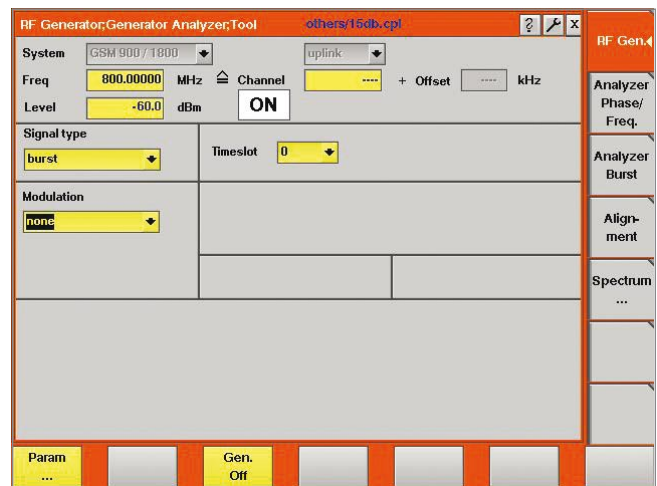 RF Generator;Generator Analyzer;Tool others/15db.cpl ? x
RF Gen.
System GSM 900 / 1800 uplink
Freq 800.00000 MHz ≙ Channel ---- + Offset ---- kHz
Level -60.0 dBm ON
Analyzer
Phase/
Freq.
Signal type
burst
Timeslot 0
Analyzer
Burst
Modulation
none
Align-
ment
Spectrum
...
Param
...
Gen.
Off